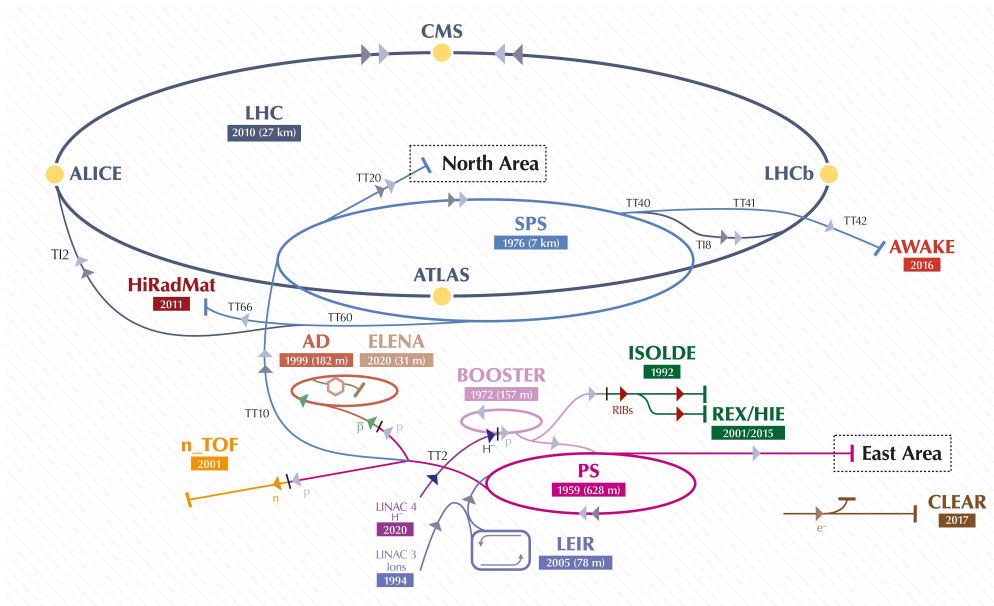 CMS
LHC
2010 (27 km)
North Area
TT20
ALICE
LHCb
TT40
TT41
TT42
SPS
1976 (7 km)
TI8
AWAKE
2016
TI2
ATLAS
HiRadMat
2011
TT66
TT60
AD
1999 (182 m)
ELENA
2020 (31 m)
ISOLDE
1992
BOOSTER
1972 (157 m)
RIBs
REX/HIE
2001/2015
TT10
p̅
p
H⁻
p
n_TOF
2001
TT2
East Area
PS
1959 (628 m)
n
p
LINAC 4
H⁻
2020
CLEAR
2017
e⁻
LINAC 3
Ions
1994
LEIR
2005 (78 m)